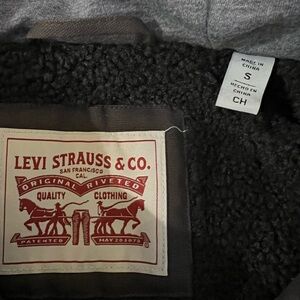 MADE IN
CHINA
S
HECHO EN
CHINA
CH
LEVI STRAUSS & CO.
SAN FRANCISCO
CAL.
ORIGINAL RIVETED
QUALITY CLOTHING
PATENTED MAY 20 1873